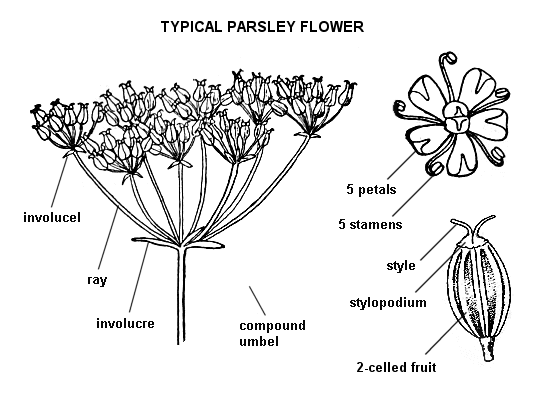 TYPICAL PARSLEY FLOWER
involucel
ray
involucre
compound
umbel
5 petals
5 stamens
style
stylopodium
2-celled fruit